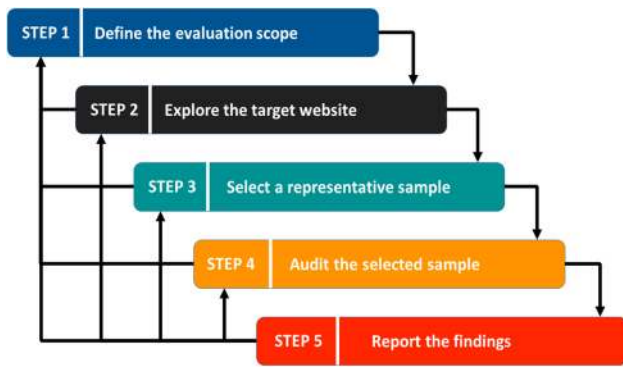 STEP 1 Define the evaluation scope
STEP 2 Explore the target website
STEP 3 Select a representative sample
STEP 4 Audit the selected sample
STEP 5 Report the findings